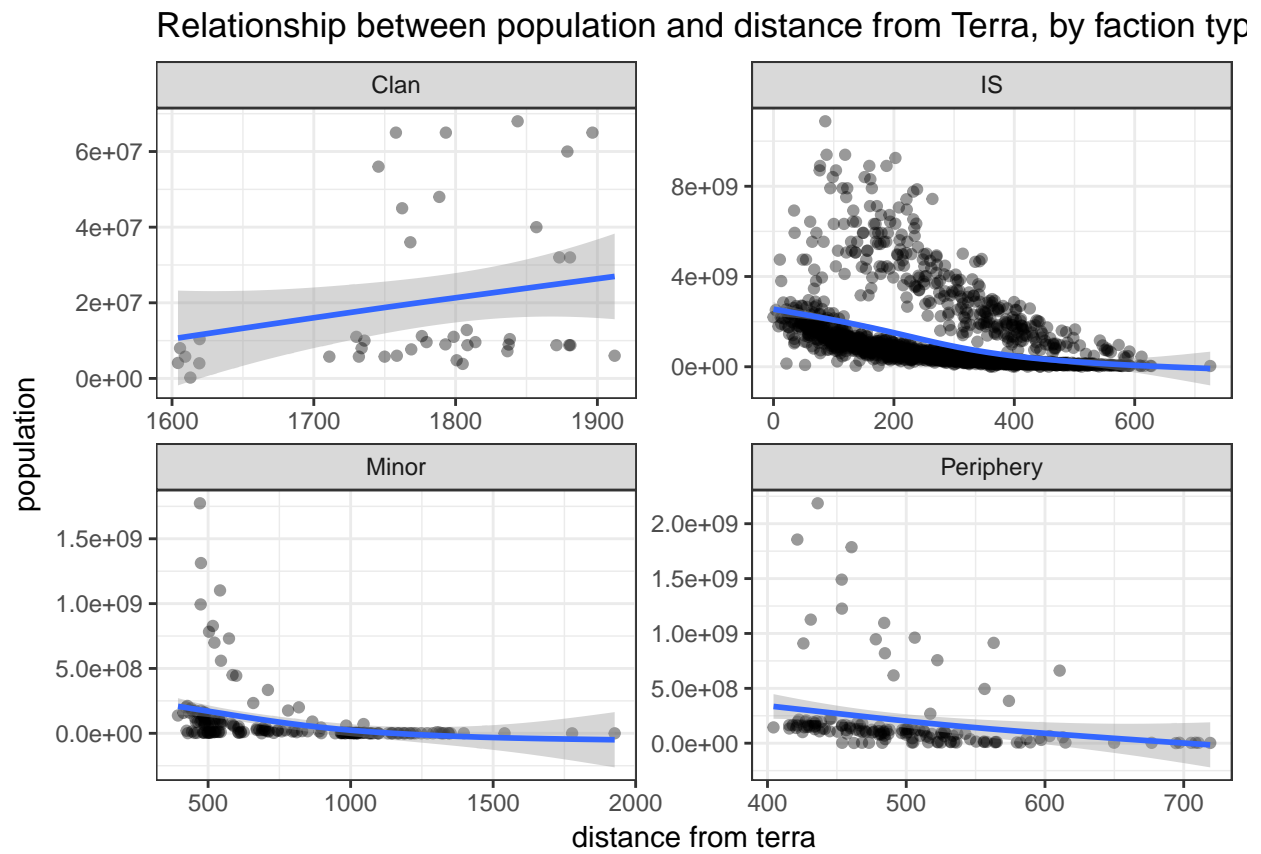 Relationship between population and distance from Terra, by faction typ
Clan
IS
6e+07
4e+07
2e+07
0e+00
8e+09
4e+09
0e+00
1600 1700 1800 1900
0 200 400 600
Minor
Periphery
1.5e+09
1.0e+09
5.0e+08
0.0e+00
2.0e+09
1.5e+09
1.0e+09
5.0e+08
0.0e+00
500 1000 1500 2000
400 500 600 700
population
distance from terra